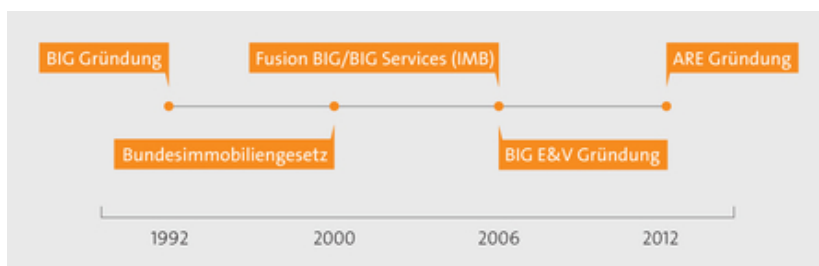 BIG Gründung
Fusion BIG/BIG Services (IMB)
ARE Gründung
Bundesimmobiliengesetz
BIG E&V Gründung
1992
2000
2006
2012